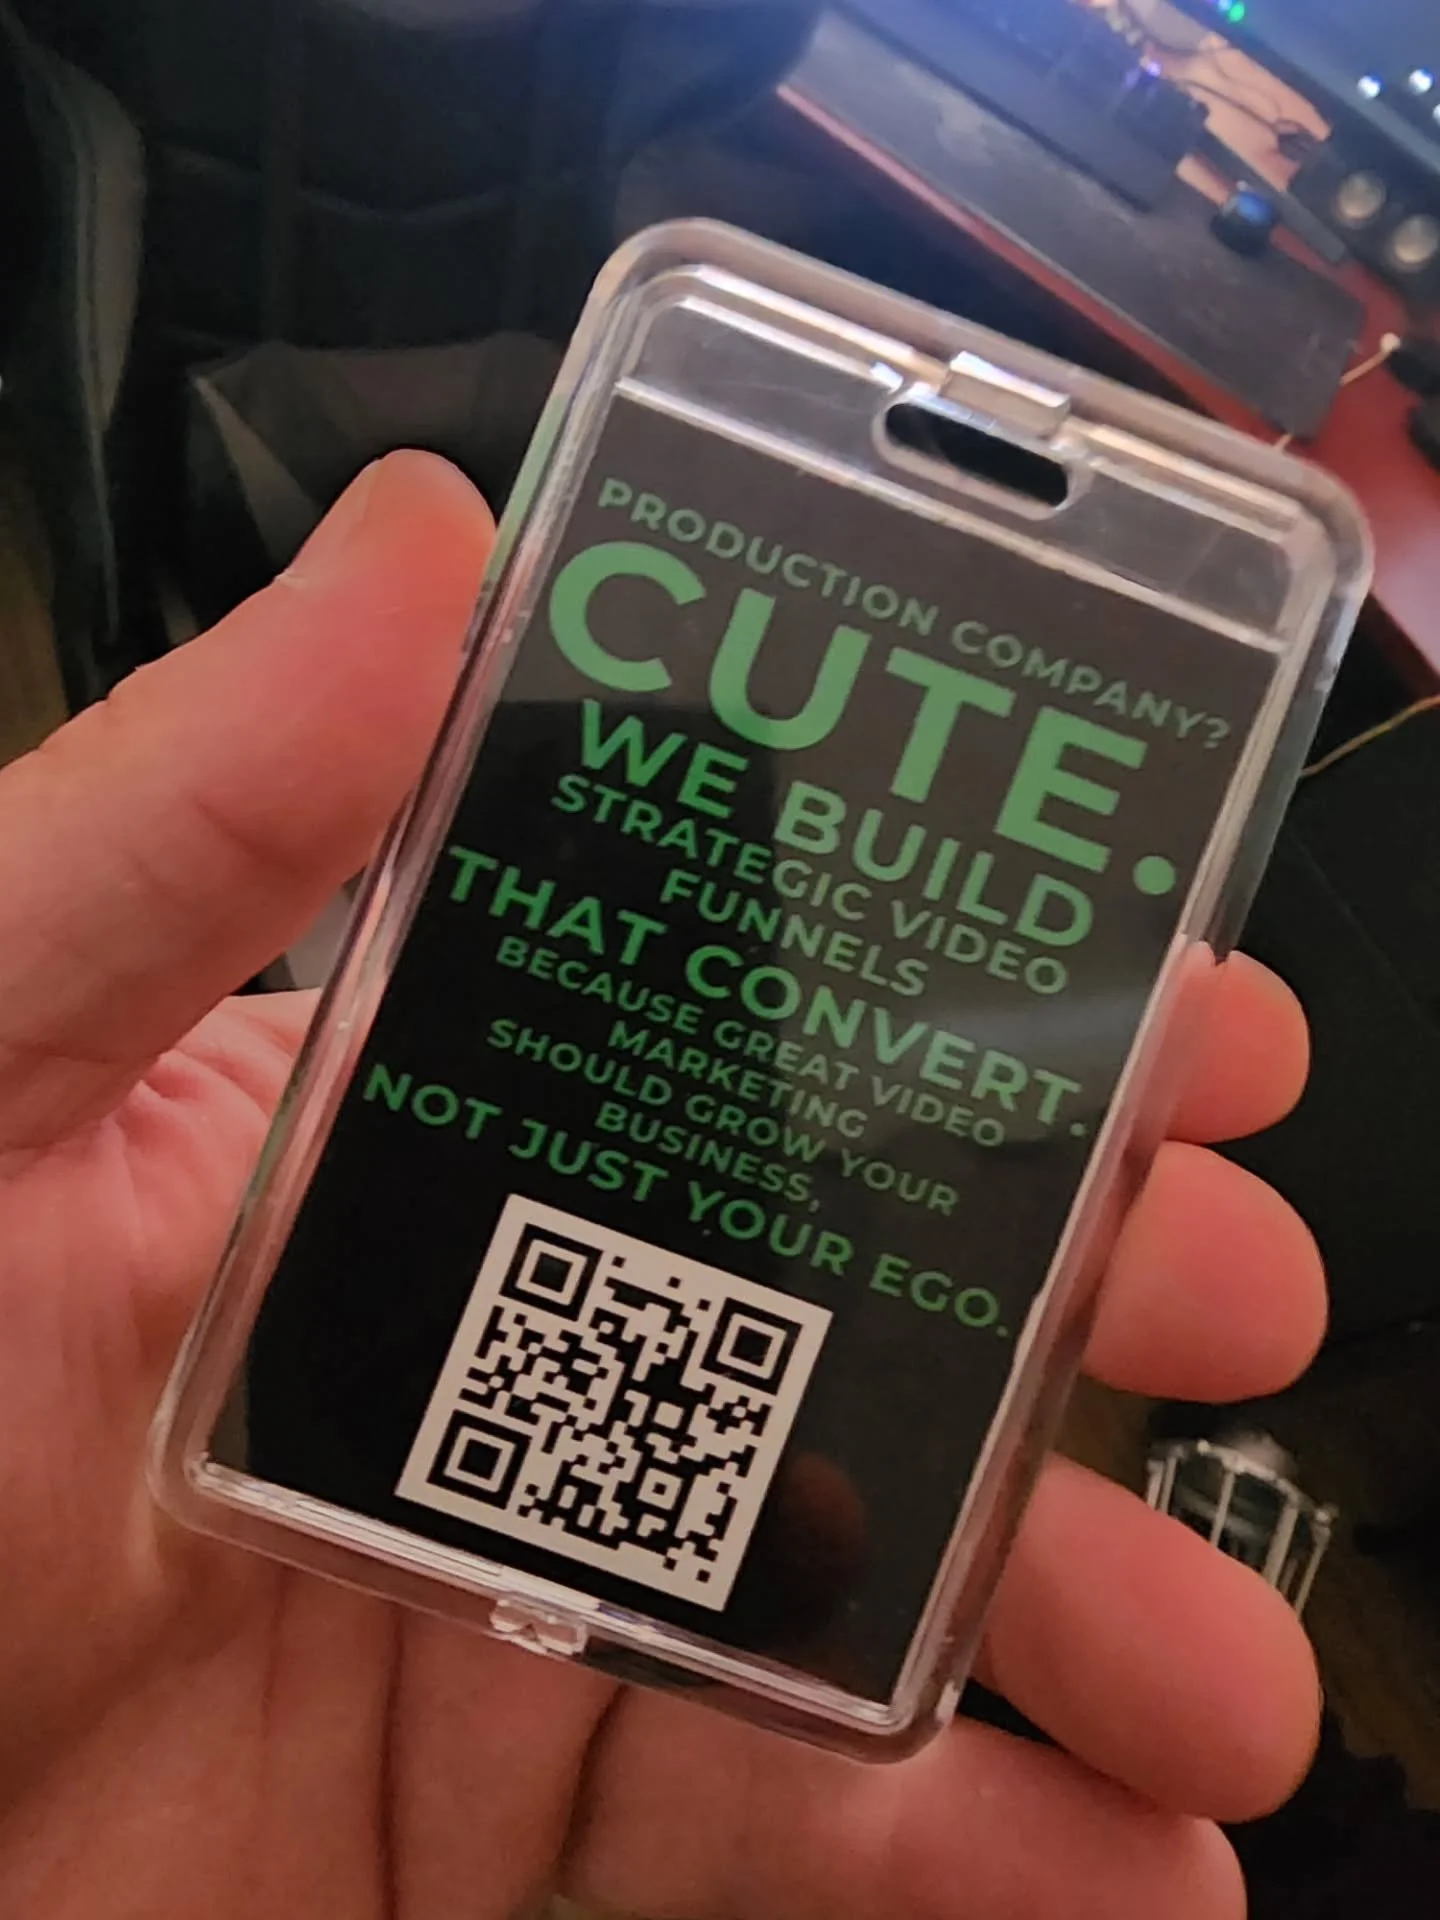 PRODUCTION COMPANY?
CUTE.
WE BUILD
STRATEGIC VIDEO
FUNNELS
THAT CONVERT.
BECAUSE GREAT VIDEO
MARKETING
SHOULD GROW YOUR
BUSINESS,
NOT JUST YOUR EGO.